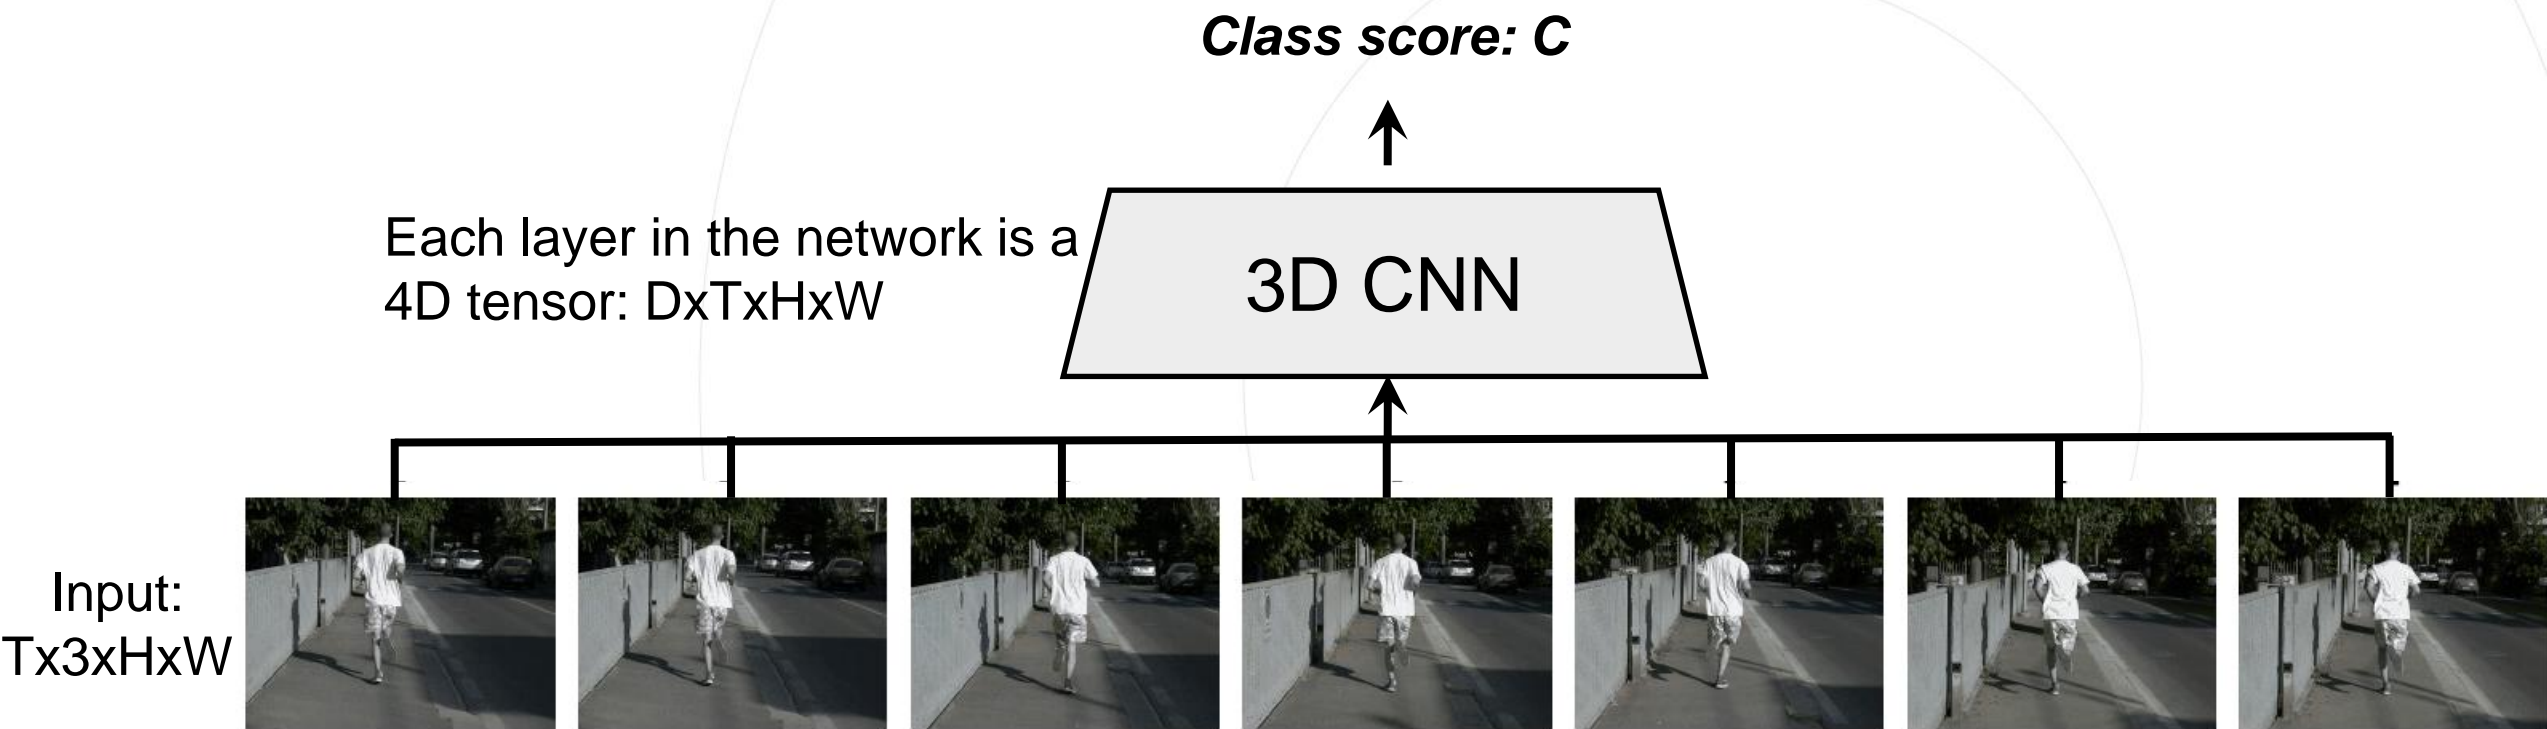 Class score: C
Each layer in the network is a
4D tensor: DxTxHxW
3D CNN
Input:
Tx3xHxW